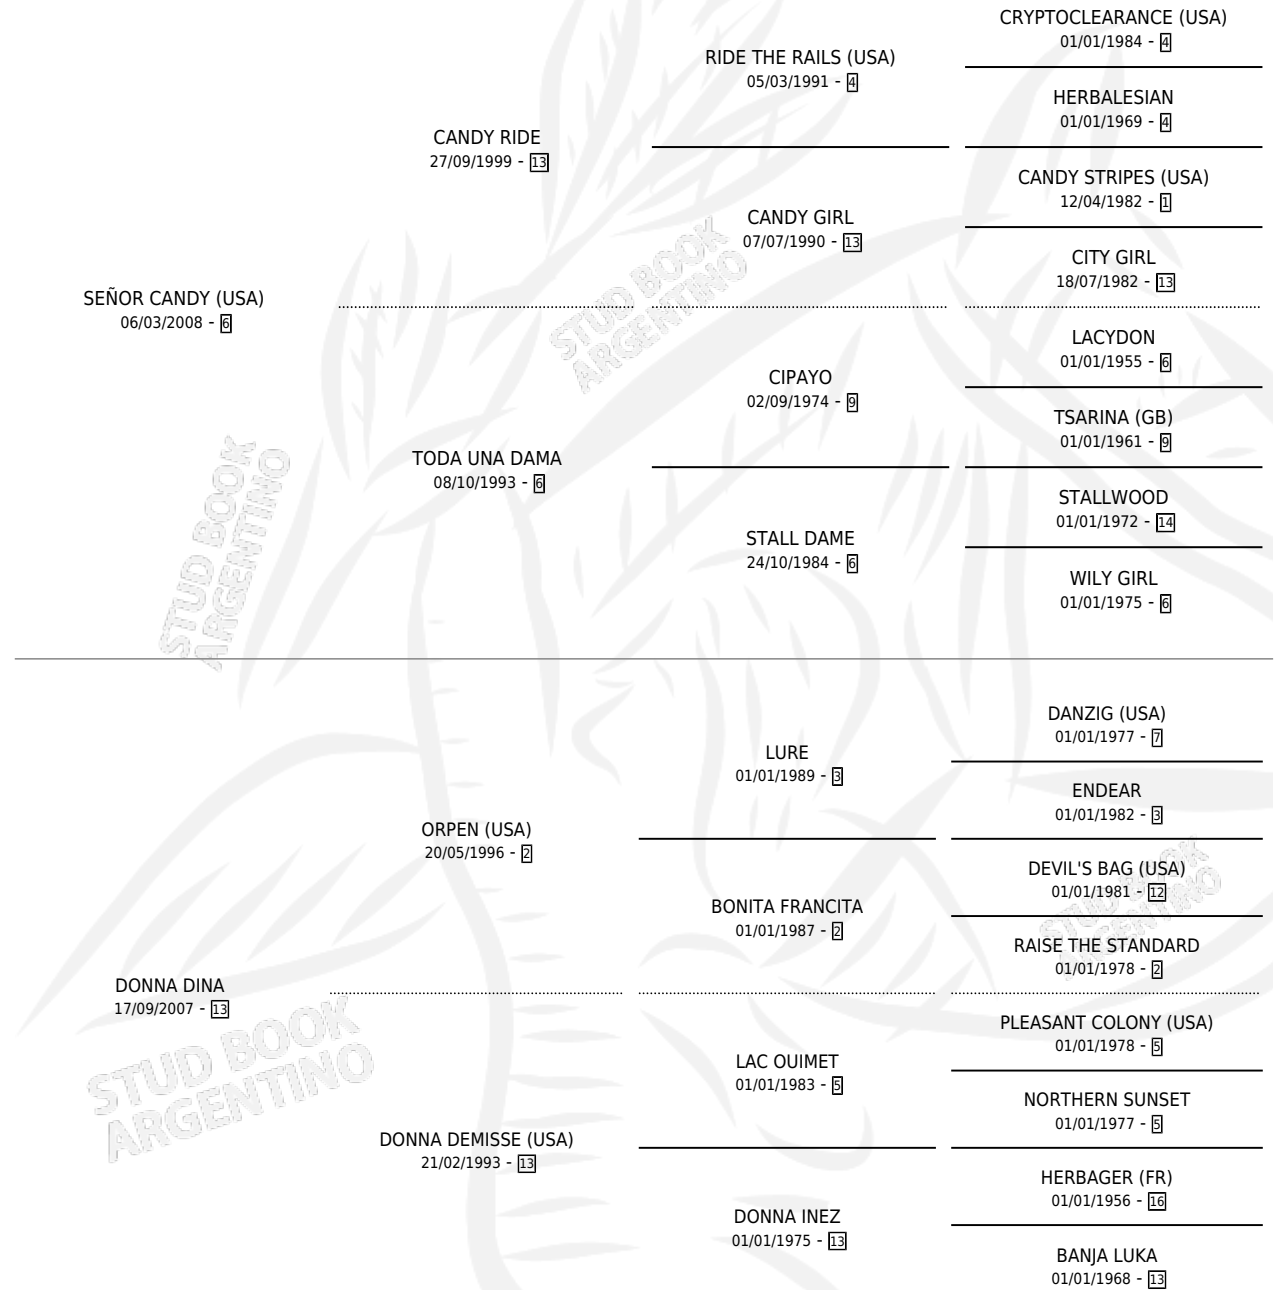 CRYPTOCLEARANCE (USA)
01/01/1984 - 4
RIDE THE RAILS (USA)
05/03/1991 - 4
HERBALESIAN
01/01/1969 - 4
CANDY RIDE
27/09/1999 - 13
CANDY STRIPES (USA)
12/04/1982 - 1
CANDY GIRL
07/07/1990 - 13
CITY GIRL
18/07/1982 - 13
SEÑOR CANDY (USA)
06/03/2008 - 6
LACYDON
01/01/1955 - 6
CIPAYO
02/09/1974 - 9
TSARINA (GB)
01/01/1961 - 9
TODA UNA DAMA
08/10/1993 - 6
STALLWOOD
01/01/1972 - 14
STALL DAME
24/10/1984 - 6
WILY GIRL
01/01/1975 - 6
STUD BOOK
ARGENTINO
STUD BOOK
ARGENTINO
DANZIG (USA)
01/01/1977 - 7
LURE
01/01/1989 - 3
ENDEAR
01/01/1982 - 3
ORPEN (USA)
20/05/1996 - 2
DEVIL'S BAG (USA)
01/01/1981 - 12
BONITA FRANCITA
01/01/1987 - 2
RAISE THE STANDARD
01/01/1978 - 2
STUD BOOK
ARGENTINO
DONNA DINA
17/09/2007 - 13
PLEASANT COLONY (USA)
01/01/1978 - 5
LAC OUIMET
01/01/1983 - 5
NORTHERN SUNSET
01/01/1977 - 5
DONNA DEMISSE (USA)
21/02/1993 - 13
HERBAGER (FR)
01/01/1956 - 16
DONNA INEZ
01/01/1975 - 13
BANJA LUKA
01/01/1968 - 13
STUD BOOK
ARGENTINO